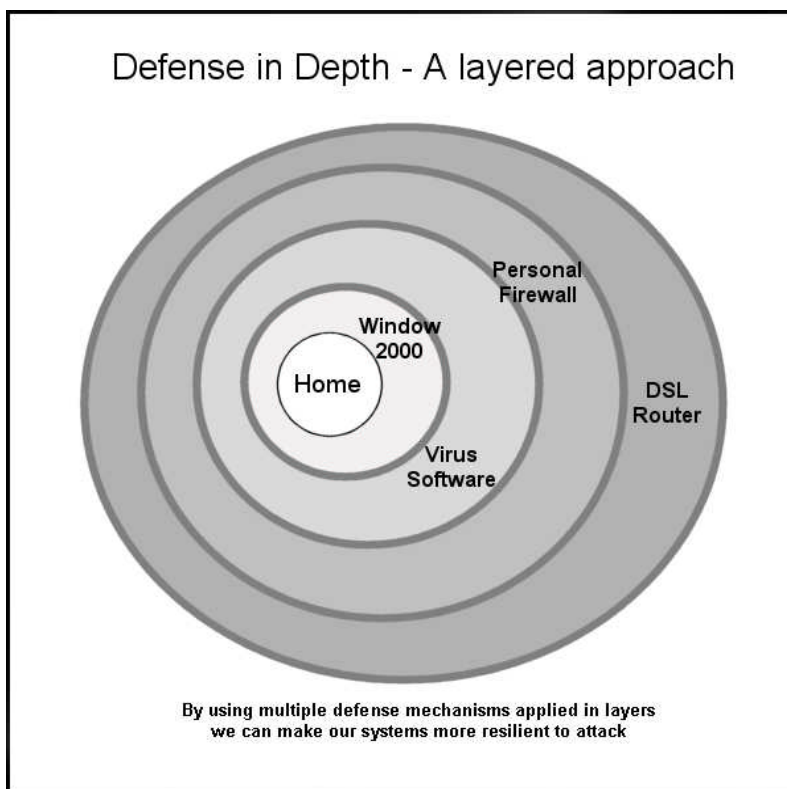 Defense in Depth - A layered approach
Personal
Firewall
Window
2000
Home
DSL
Router
Virus
Software
By using multiple defense mechanisms applied in layers
we can make our systems more resilient to attack